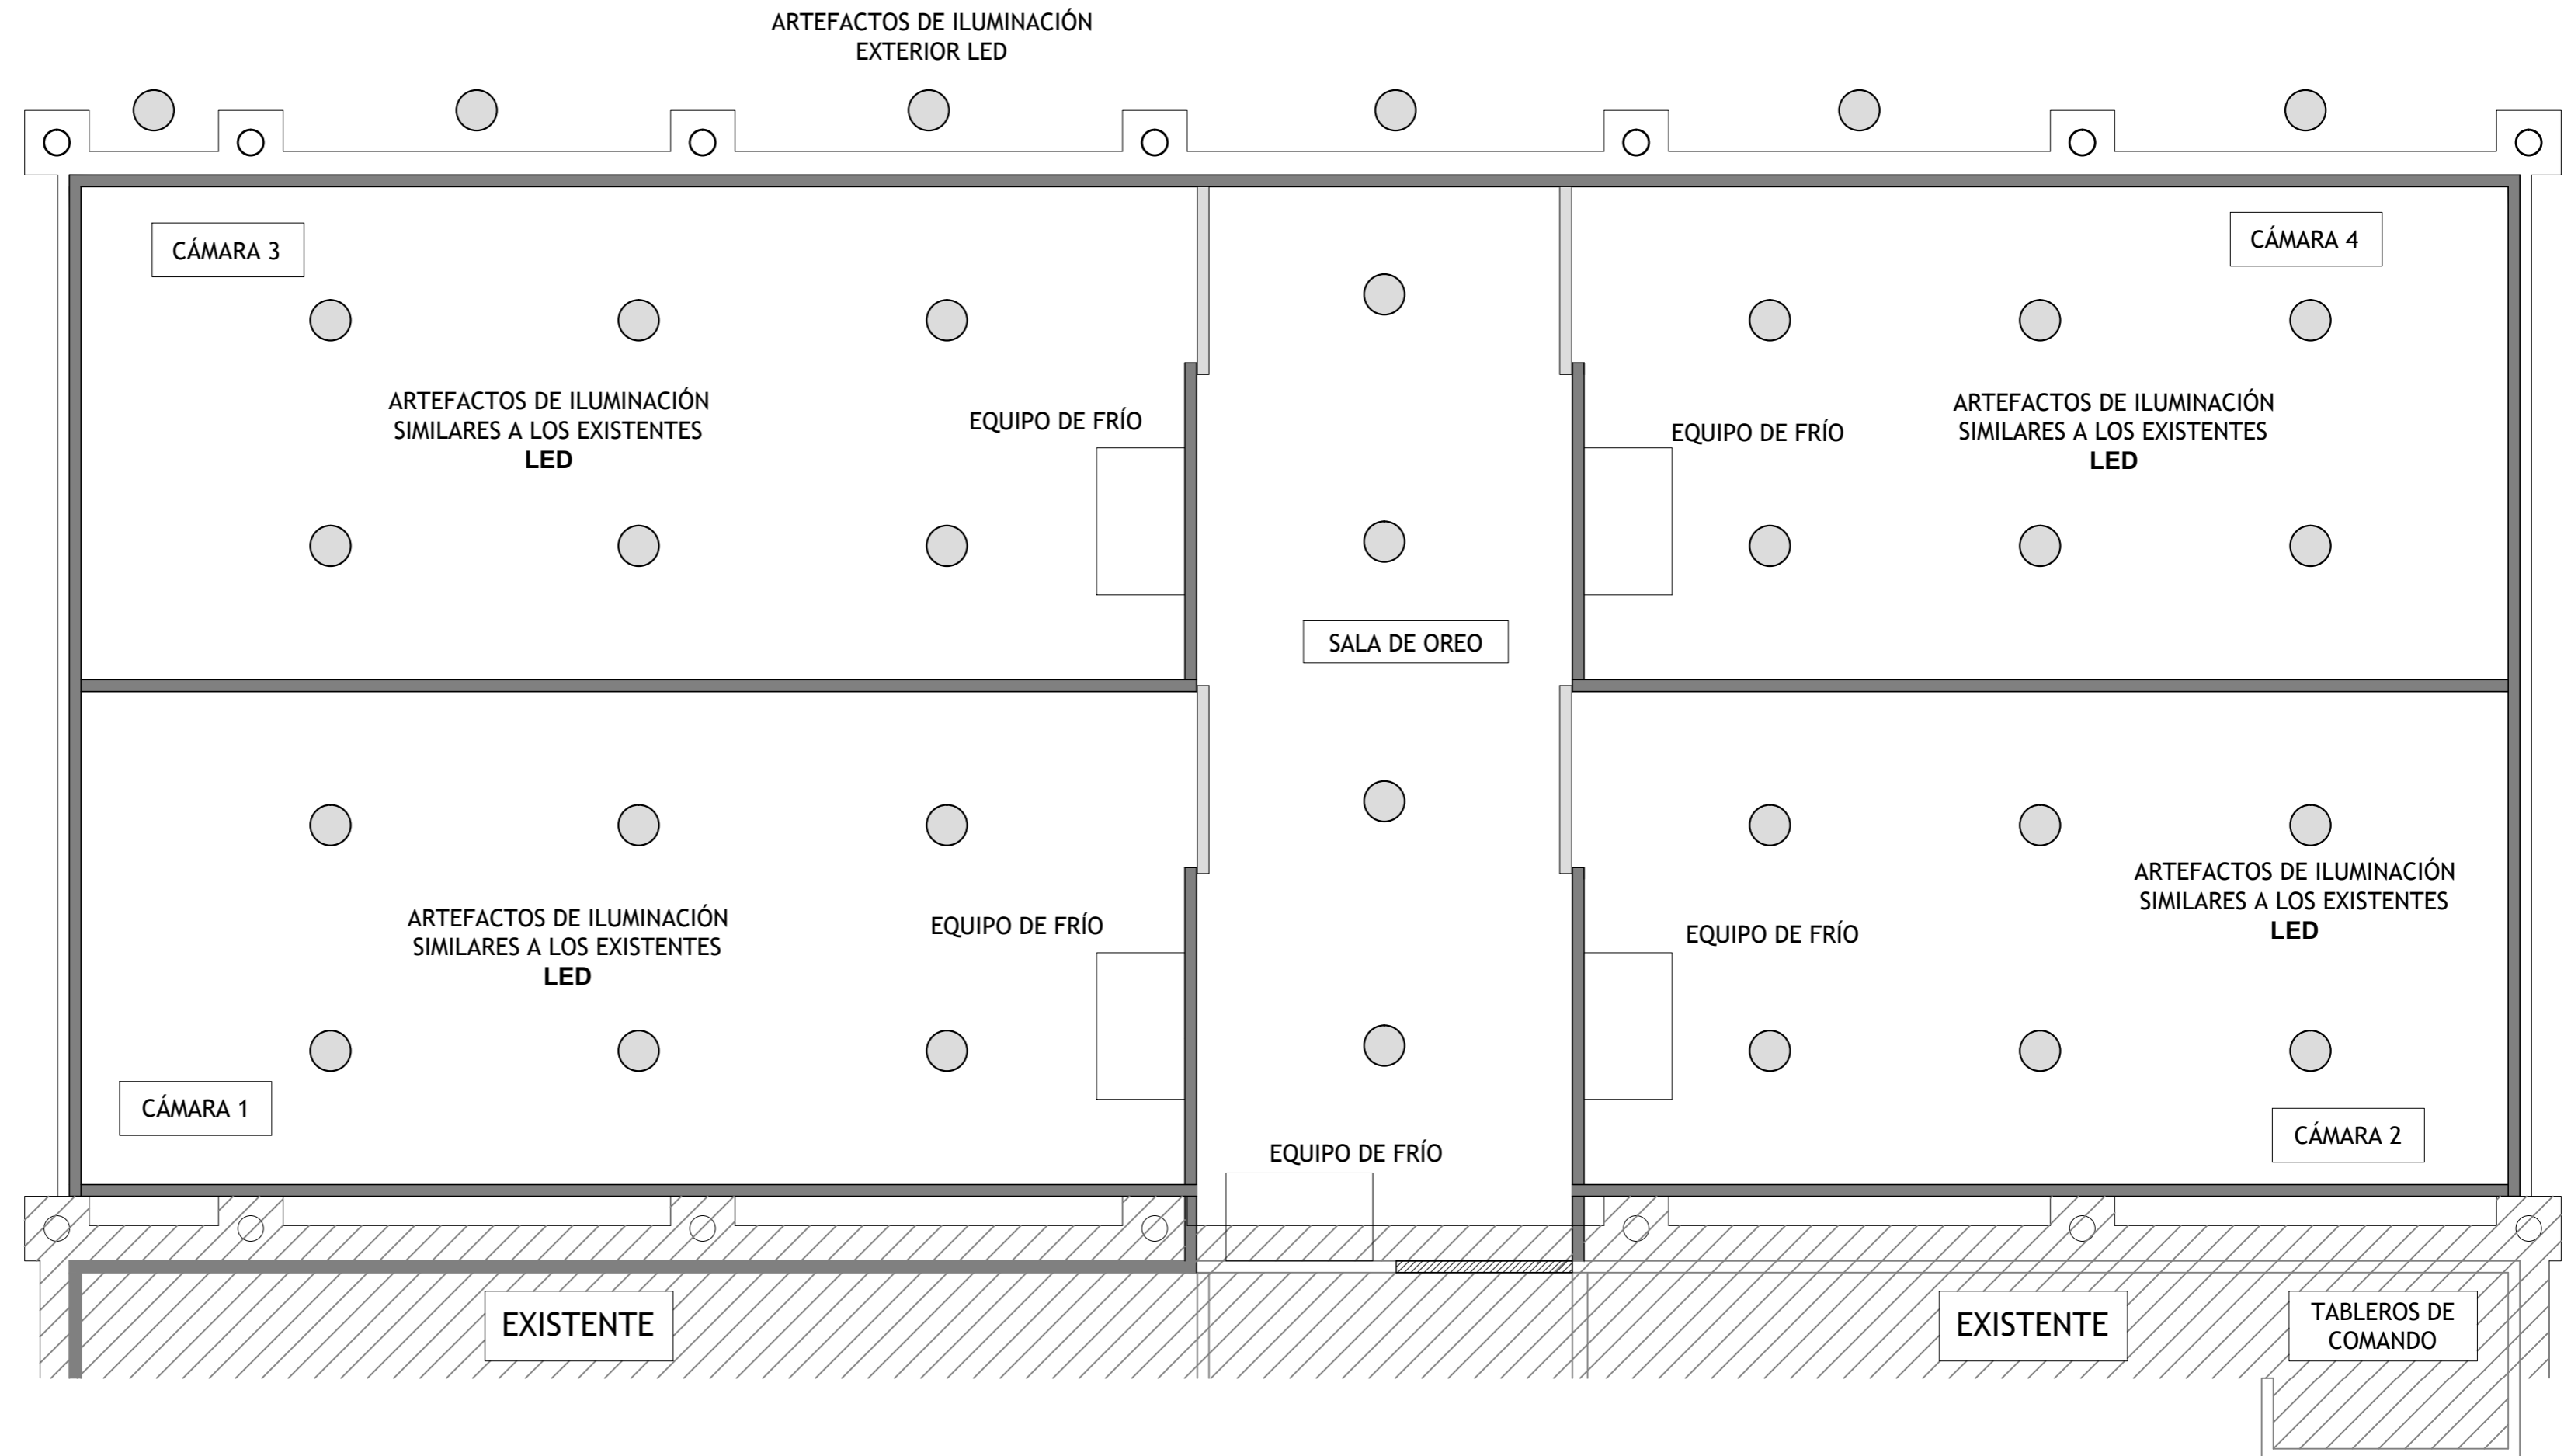 ARTEFACTOS DE ILUMINACIÓN
EXTERIOR LED
CÁMARA 3
CÁMARA 4
ARTEFACTOS DE ILUMINACIÓN
SIMILARES A LOS EXISTENTES
LED
EQUIPO DE FRÍO
EQUIPO DE FRÍO
ARTEFACTOS DE ILUMINACIÓN
SIMILARES A LOS EXISTENTES
LED
SALA DE OREO
ARTEFACTOS DE ILUMINACIÓN
SIMILARES A LOS EXISTENTES
LED
EQUIPO DE FRÍO
EQUIPO DE FRÍO
ARTEFACTOS DE ILUMINACIÓN
SIMILARES A LOS EXISTENTES
LED
CÁMARA 1
EQUIPO DE FRÍO
CÁMARA 2
EXISTENTE
EXISTENTE
TABLEROS DE
COMANDO